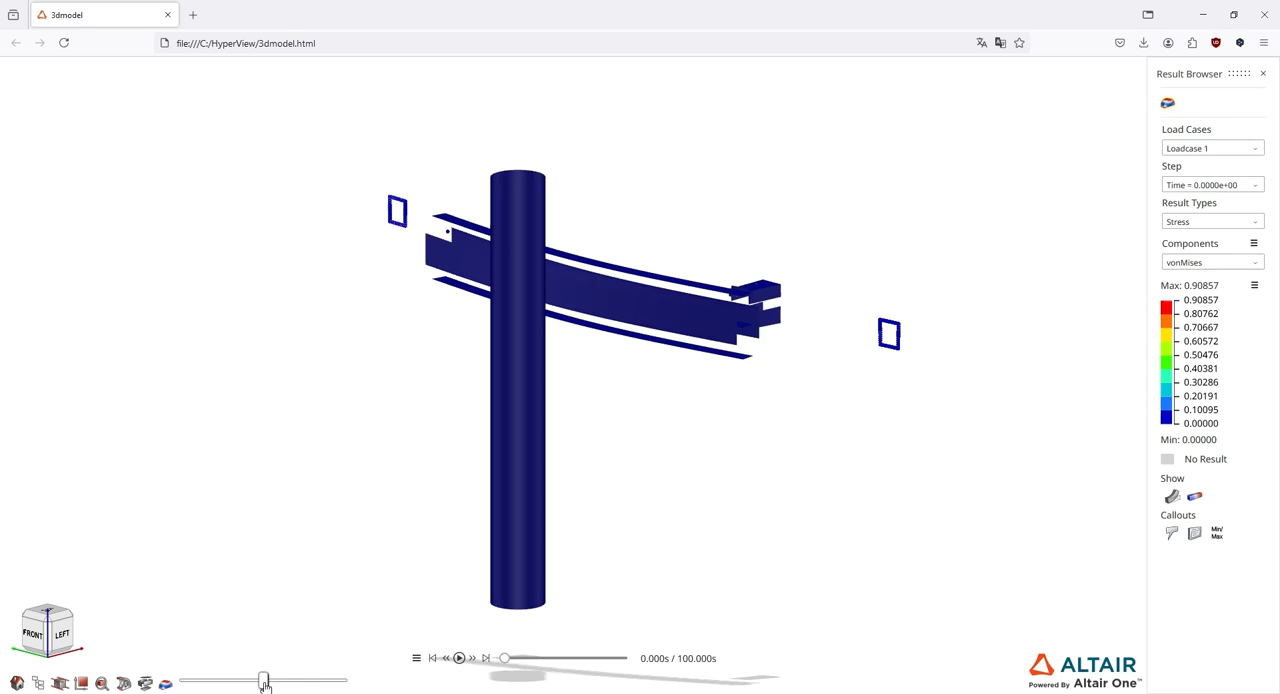 3dmodel
file:///C:/HyperView/3dmodel.html
Result Browser
Load Cases
Loadcase 1
Step
Time = 0.0000e+00
Result Types
Stress
Components
vonMises
Max: 0.90857
0.90857
0.80762
0.70667
0.60572
0.50476
0.40381
0.30286
0.20191
0.10095
0.00000
Min: 0.00000
No Result
Show
Callouts
Min/
Max
FRONT
LEFT
0.000s / 100.000s
ALTAIR
Powered By Altair One™